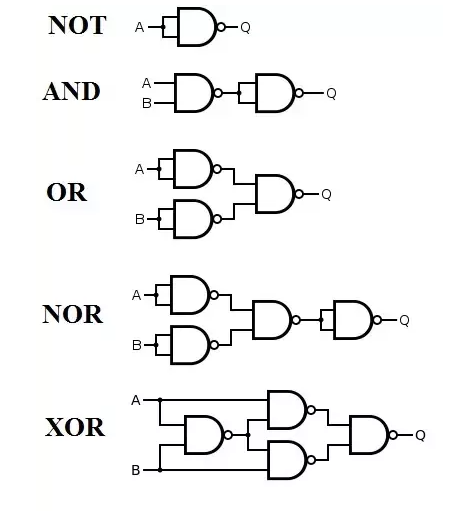 NOT A Q
AND A B Q
OR A B Q
NOR A B Q
XOR A B Q